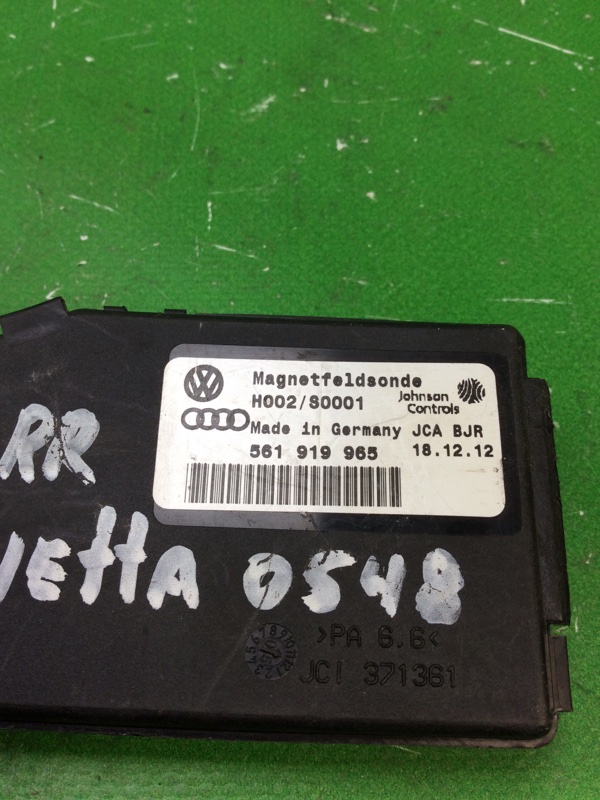 Magnetfeldsonde
H002/S0001
Johnson Controls
Made in Germany JCA BJR
561 919 965 18.12.12
RR
JETTA 0548
>PA 6.6<
JCI 371361